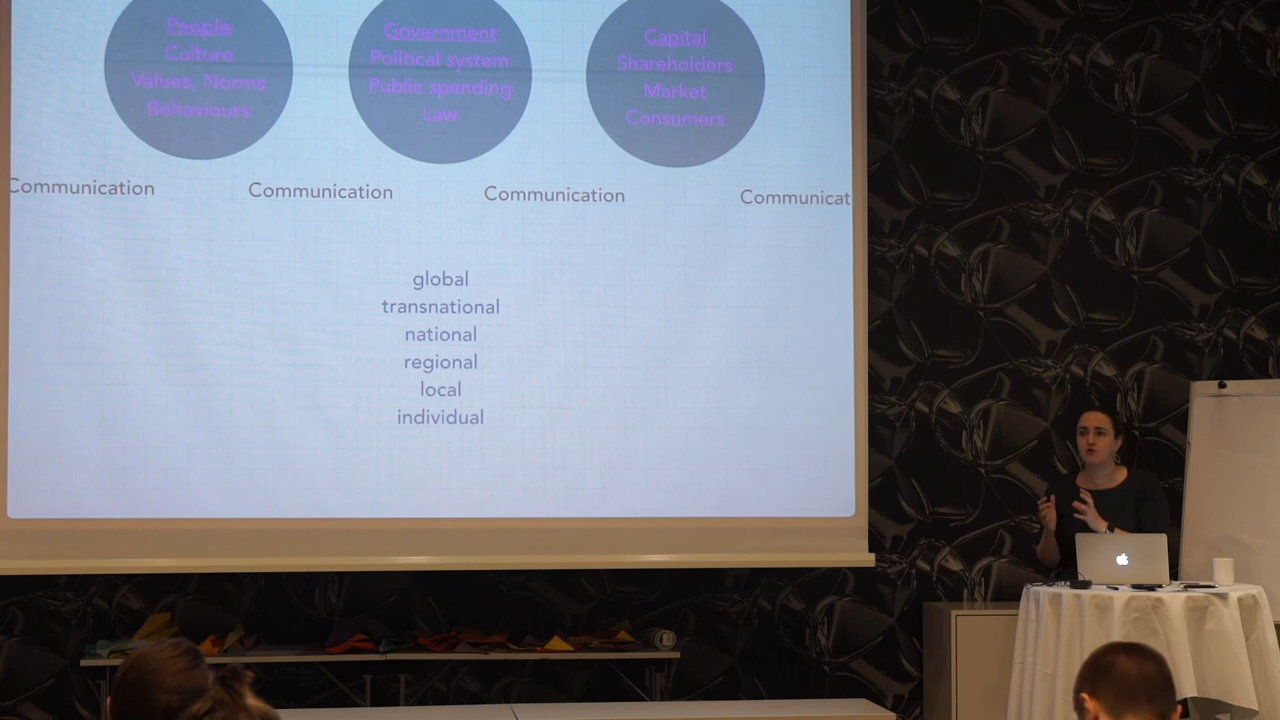 People
Culture
Values, Norms
Behaviours
Government
Political system
Public spending
Law
Capital
Shareholders
Market
Consumers
Communication Communication Communication Communicat
global
transnational
national
regional
local
individual